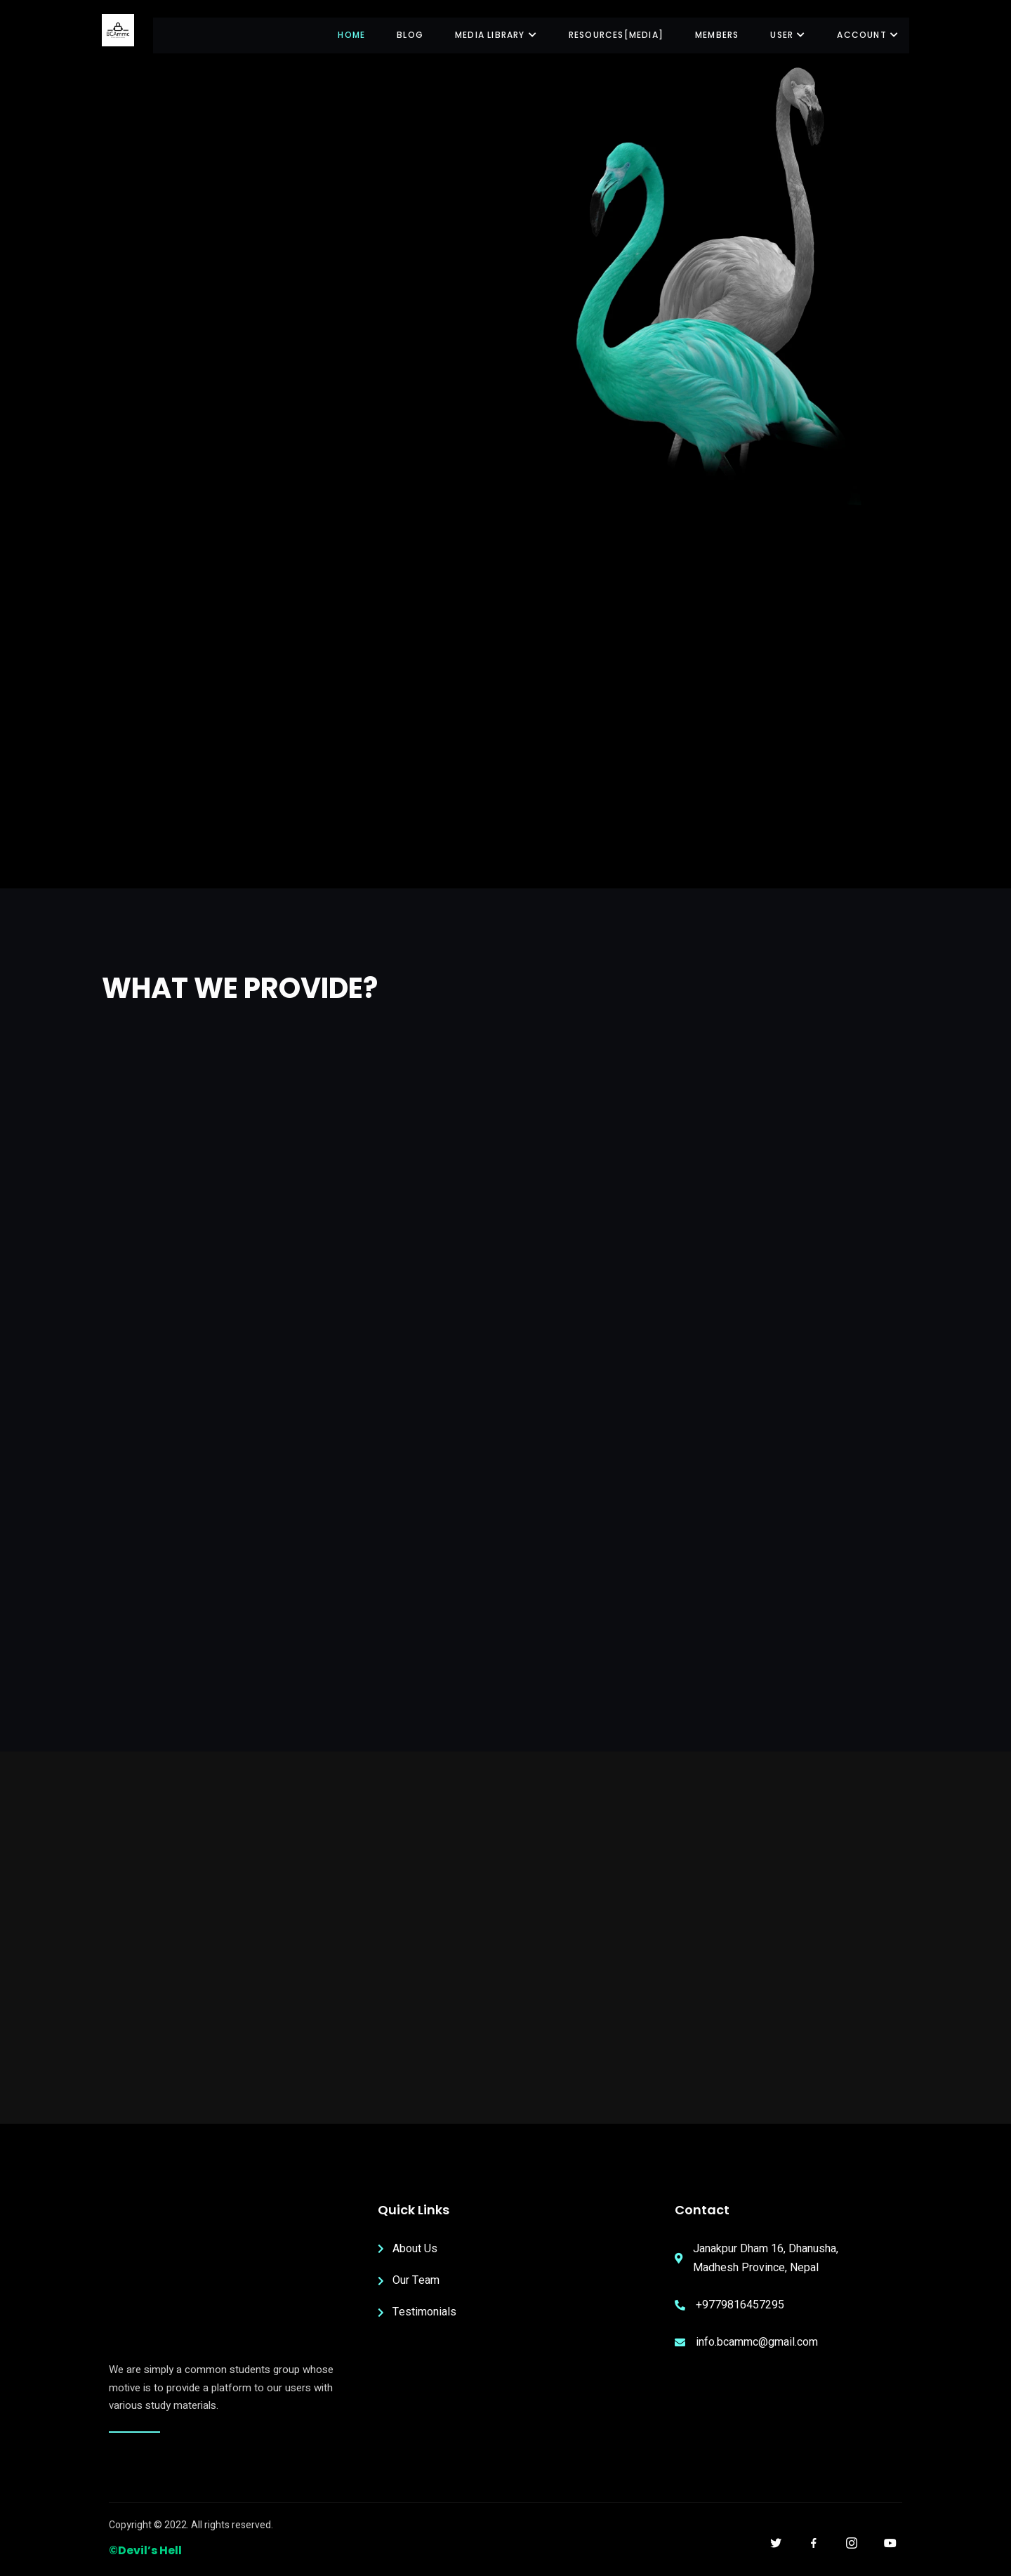 BCAmmc
HOME
BLOG
MEDIA LIBRARY
RESOURCES[MEDIA]
MEMBERS
USER
ACCOUNT
WHAT WE PROVIDE?
We are simply a common students group whose
motive is to provide a platform to our users with
various study materials.
Quick Links
About Us
Our Team
Testimonials
Contact
Janakpur Dham 16, Dhanusha,
Madhesh Province, Nepal
+9779816457295
info.bcammc@gmail.com
Copyright © 2022. All rights reserved.
©Devil’s Hell